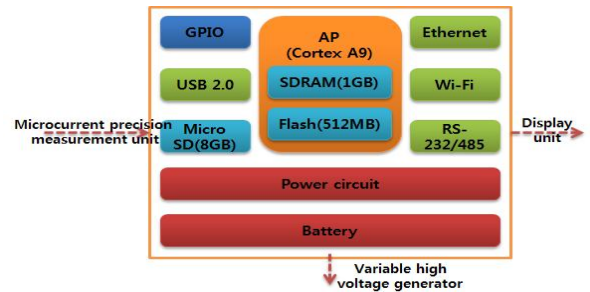 GPIO
AP
(Cortex A9)
Ethernet
USB 2.0
SDRAM(1GB)
Wi-Fi
Microcurrent precision
measurement unit
Micro
SD(8GB)
Flash(512MB)
RS-
232/485
Display
unit
Power circuit
Battery
Variable high
voltage generator